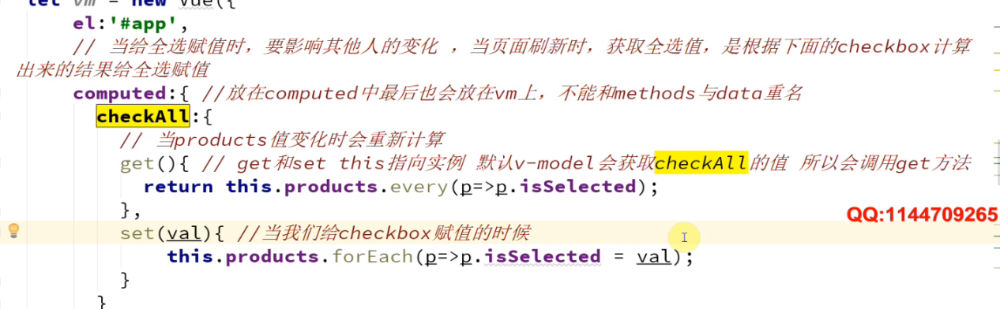 let vm = new Vue({
el:'#app',
// 当给全选赋值时，要影响其他人的变化 ，当页面刷新时，获取全选值，是根据下面的checkbox计算
出来的结果给全选赋值
computed:{ //放在computed中最后也会放在vm上，不能和methods与data重名
checkAll:{
// 当products值变化时会重新计算
get(){ // get和set this指向实例 默认v-model会获取checkAll的值 所以会调用get方法
return this.products.every(p=>p.isSelected);
},
QQ:1144709265
set(val){ //当我们给checkbox赋值的时候
this.products.forEach(p=>p.isSelected = val);
}
}